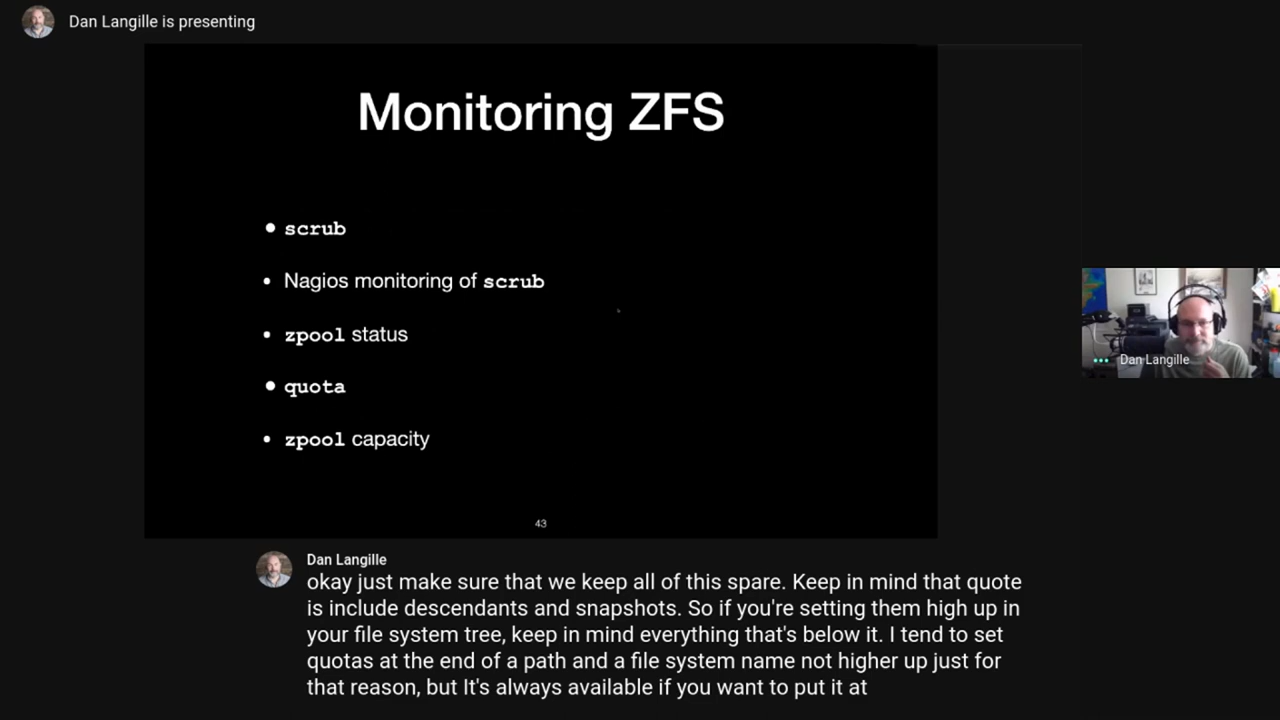 Dan Langille is presenting
Monitoring ZFS
• scrub
• Nagios monitoring of scrub
• zpool status
• quota
• zpool capacity
43
Dan Langille
Dan Langille
okay just make sure that we keep all of this spare. Keep in mind that quote
is include descendants and snapshots. So if you're setting them high up in
your file system tree, keep in mind everything that's below it. I tend to set
quotas at the end of a path and a file system name not higher up just for
that reason, but It's always available if you want to put it at